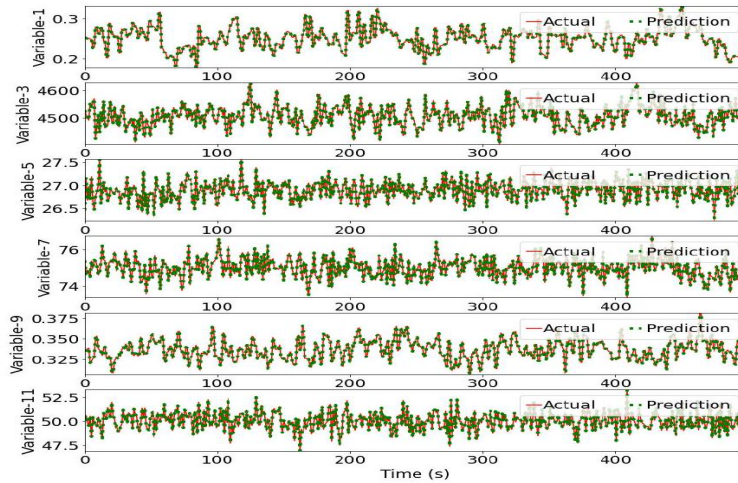 Variable-1
0.3
0.2
Actual Prediction
0 100 200 300 400
Variable-3
4600
4500
Actual Prediction
0 100 200 300 400
Variable-5
27.5
27.0
26.5
Actual Prediction
0 100 200 300 400
Variable-7
76
74
Actual Prediction
0 100 200 300 400
Variable-9
0.375
0.350
0.325
Actual Prediction
0 100 200 300 400
Variable-11
52.5
50.0
47.5
Actual Prediction
0 100 200 300 400
Time (s)